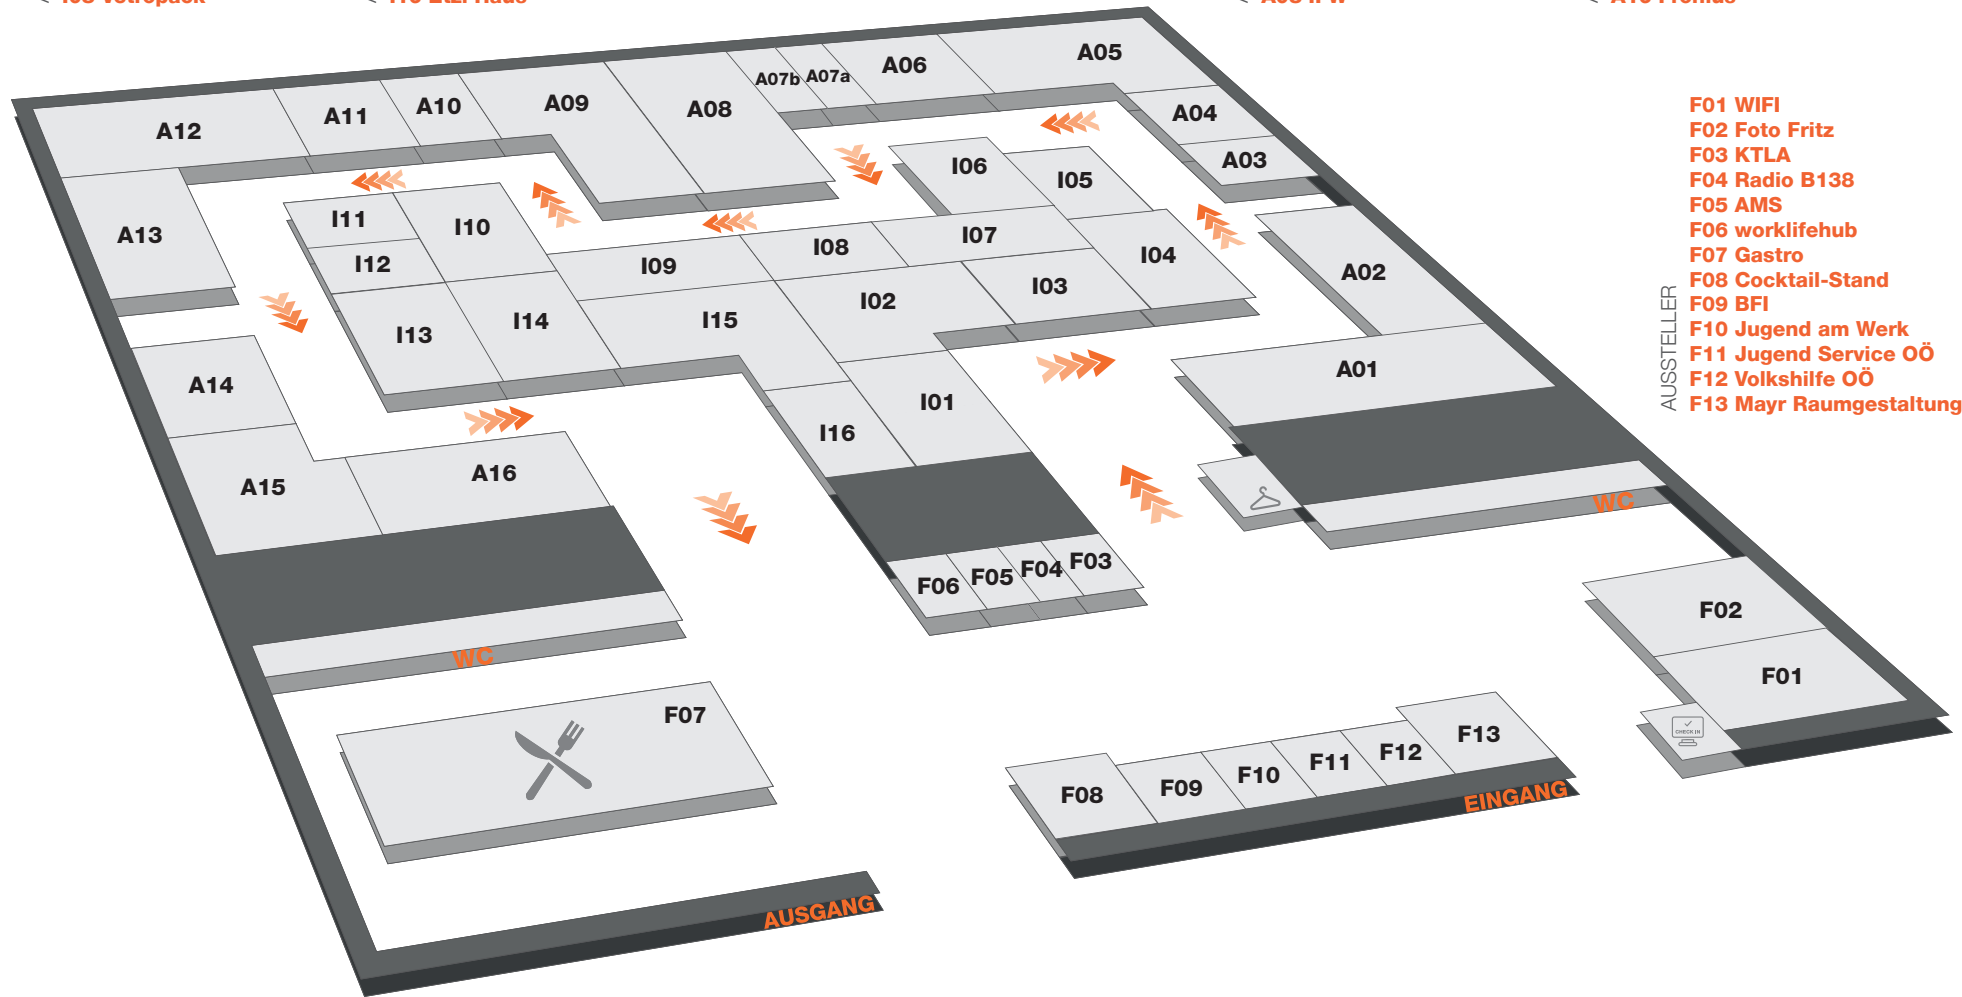 A05
A06
A07a
A07b
A08
A09
A10
A11
A12
A04
A03
F01 WIFI
F02 Foto Fritz
F03 KTLA
F04 Radio B138
F05 AMS
F06 worklifehub
F07 Gastro
F08 Cocktail-Stand
F09 BFI
F10 Jugend am Werk
F11 Jugend Service OÖ
F12 Volkshilfe OÖ
F13 Mayr Raumgestaltung
AUSSTELLER
I06
I05
I11
I10
A13
I07
I08
I04
I12
I09
A02
I03
I02
I15
I14
I13
A01
A14
I01
I16
A16
A15
WC
F03
F04
F05
F06
F02
WC
F01
F07
CHECK IN
F13
F12
F11
F10
F09
F08
EINGANG
AUSGANG